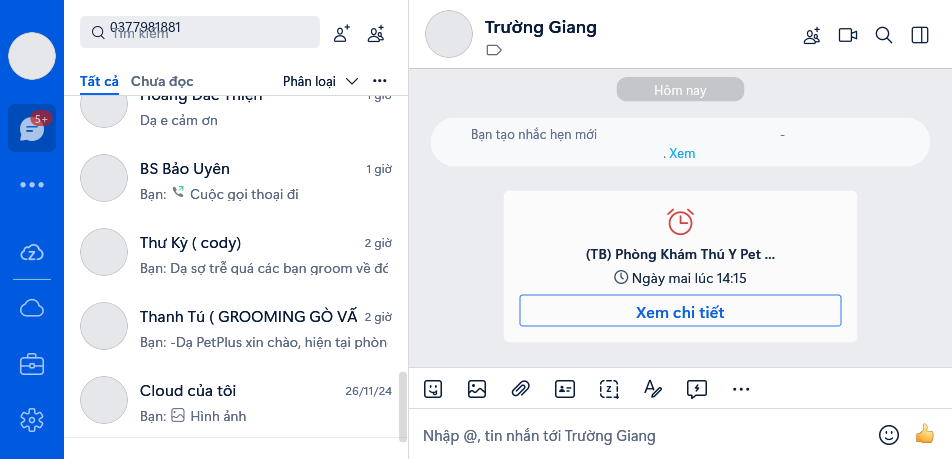 0377981881
Tìm kiếm
Tất cả
Chưa đọc
Phân loại
5+
Hoàng Đắc Thiện
1 giờ
Dạ e cảm ơn
BS Bảo Uyên
1 giờ
Bạn: Cuộc gọi thoại đi
Thư Kỳ ( cody)
2 giờ
Bạn: Dạ sợ trễ quá các bạn groom về đó
Thanh Tú ( GROOMING GÒ VẤ
2 giờ
Bạn: -Dạ PetPlus xin chào, hiện tại phòn
Cloud của tôi
26/11/24
Bạn: Hình ảnh
Trường Giang
Hôm nay
Bạn tạo nhắc hẹn mới -
. Xem
(TB) Phòng Khám Thú Y Pet ...
Ngày mai lúc 14:15
Xem chi tiết
Nhập @, tin nhắn tới Trường Giang